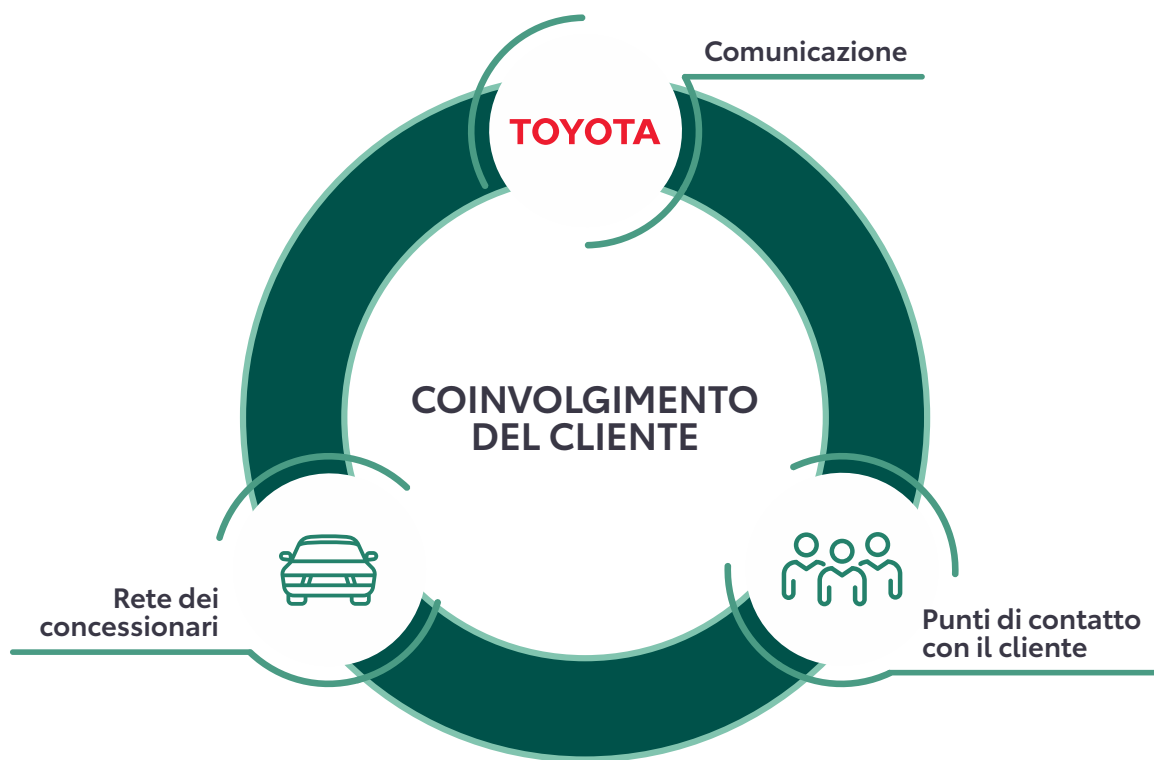 Comunicazione
TOYOTA
COINVOLGIMENTO
DEL CLIENTE
Rete dei
concessionari
Punti di contatto
con il cliente